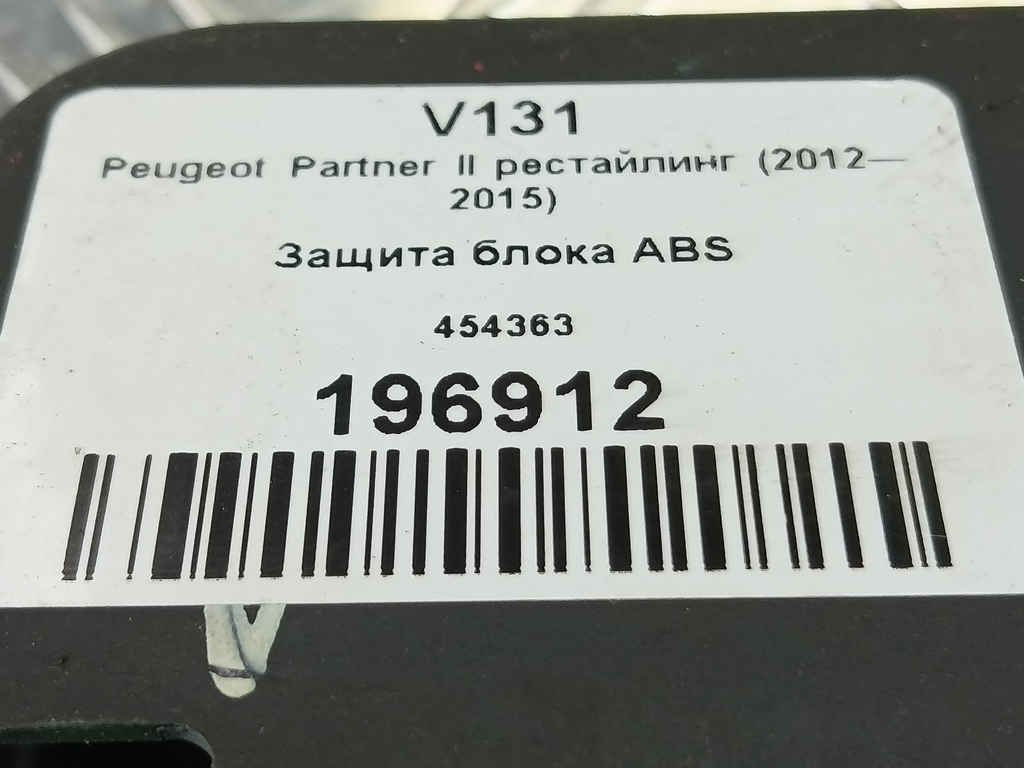 V131
Peugeot Partner II рестайлинг (2012—
2015)
Защита блока ABS
454363
196912